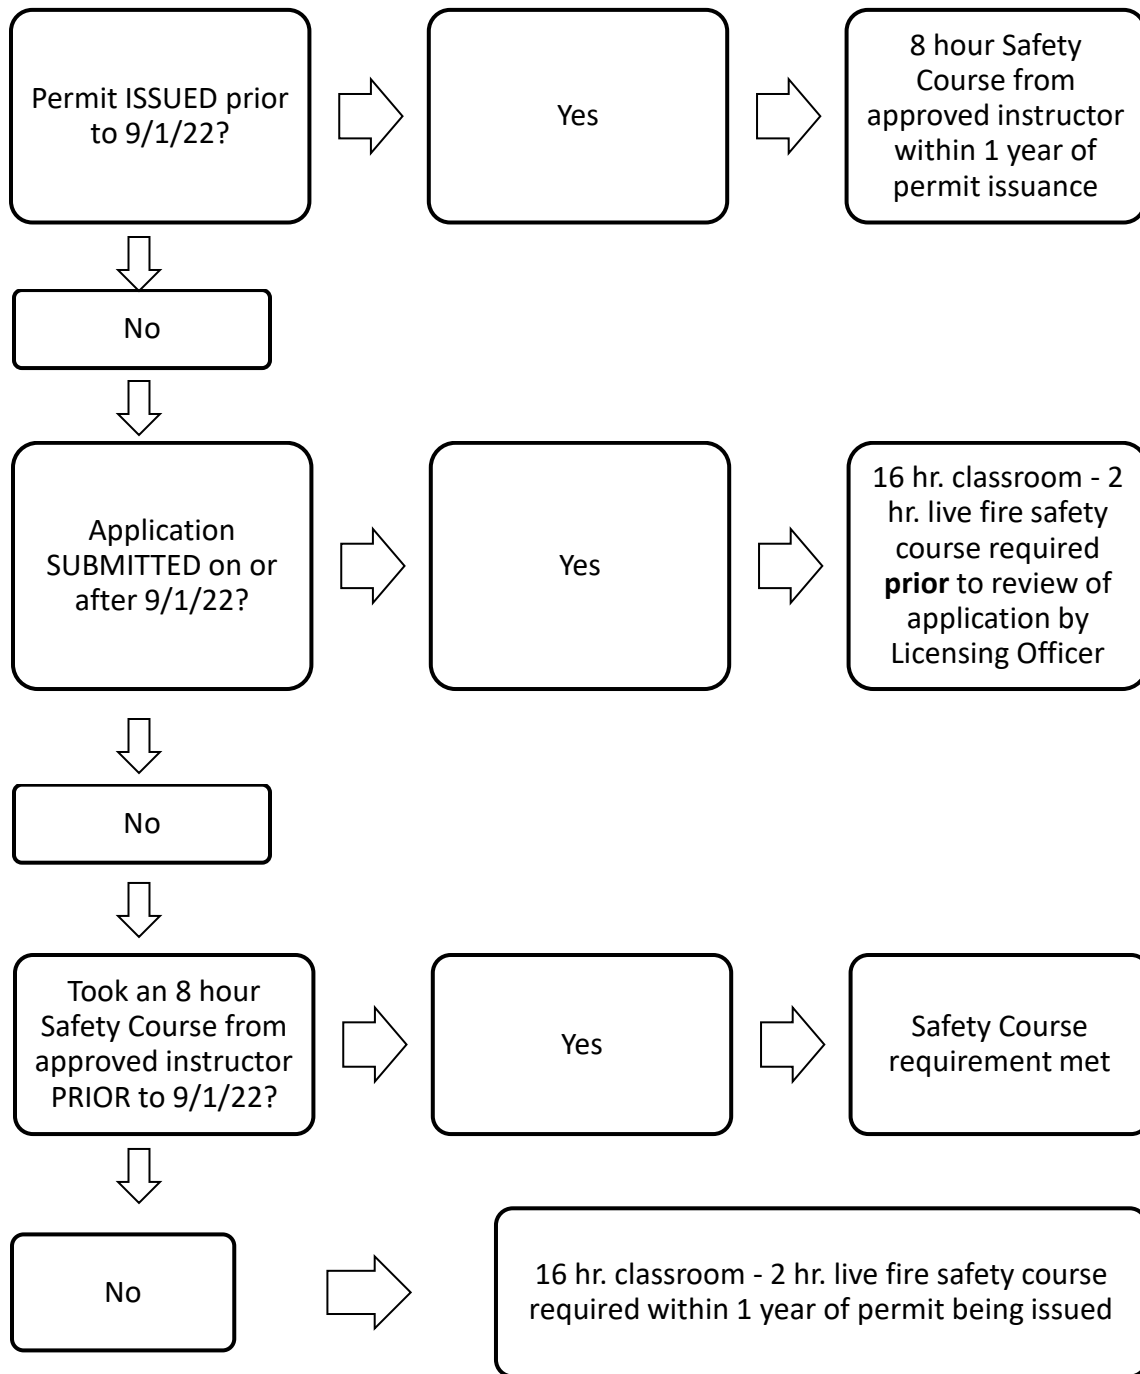 Permit ISSUED prior
to 9/1/22?
Yes
8 hour Safety
Course from
approved instructor
within 1 year of
permit issuance
No
Application
SUBMITTED on or
after 9/1/22?
Yes
16 hr. classroom - 2
hr. live fire safety
course required
prior to review of
application by
Licensing Officer
No
Took an 8 hour
Safety Course from
approved instructor
PRIOR to 9/1/22?
Yes
Safety Course
requirement met
No
16 hr. classroom - 2 hr. live fire safety course
required within 1 year of permit being issued